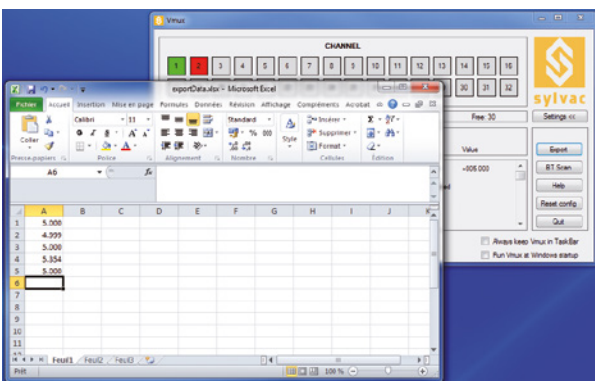 Vmux
CHANNEL
1 2 3 4 5 6 7 8 9 10 11 12 13 14 15 16
30 31 32
sylvac
Free: 30
Settings <<
Value
=005.000
Export
BT Scan
Help
Reset config
Quit
Always keep Vmux in TaskBar
Run Vmux at Windows startup
exportData.xlsx - Microsoft Excel
Fichier Accueil Insertion Mise en page Formules Données Révision Affichage Compléments Acrobat
Coller
Calibri 11
G I S
Standard
% 000
Style
Insérer
Supprimer
Format
Presse-papiers Police Alignement Nombre Cellules Édition
A6 fx
A B C D E F G H I J K
1 5.000
2 4.999
3 5.000
4 5.354
5 5.000
6
7
8
9
10
11
Feuil1 Feuil2 Feuil3
Prêt 100 %